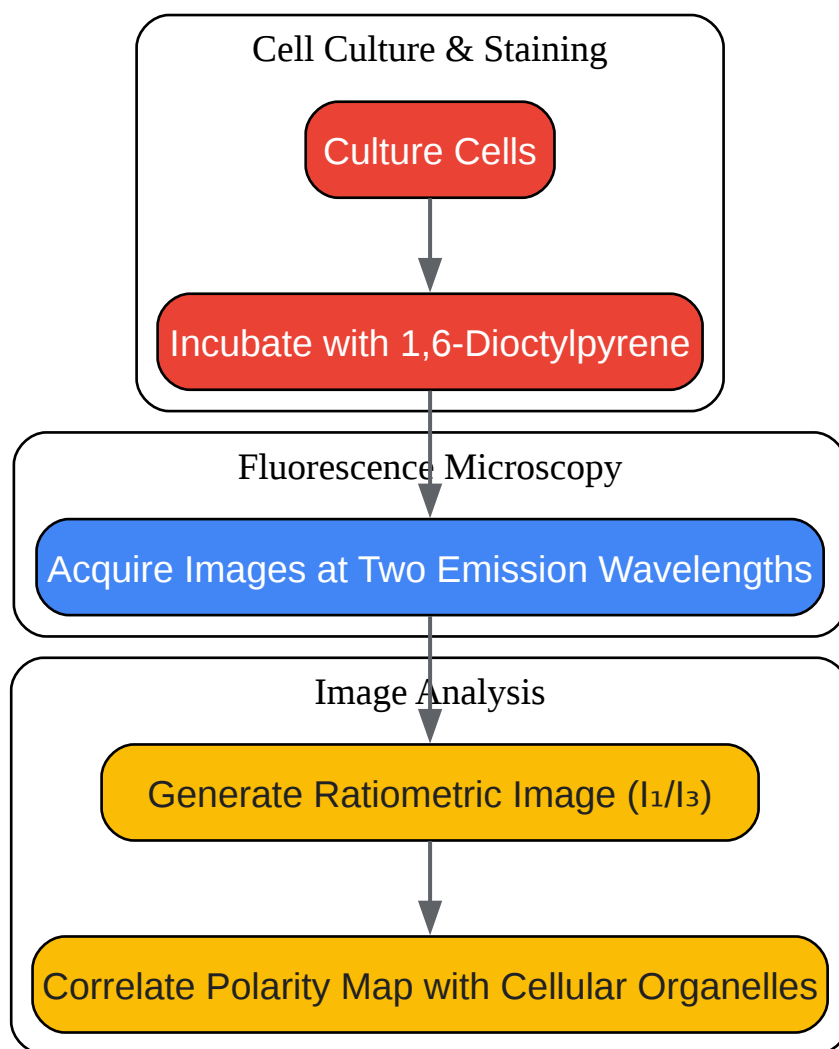 Cell Culture & Staining
Culture Cells
Incubate with 1,6-Dioctylpyrene
Fluorescence Microscopy
Acquire Images at Two Emission Wavelengths
Image Analysis
Generate Ratiometric Image (I₁/I₃)
Correlate Polarity Map with Cellular Organelles